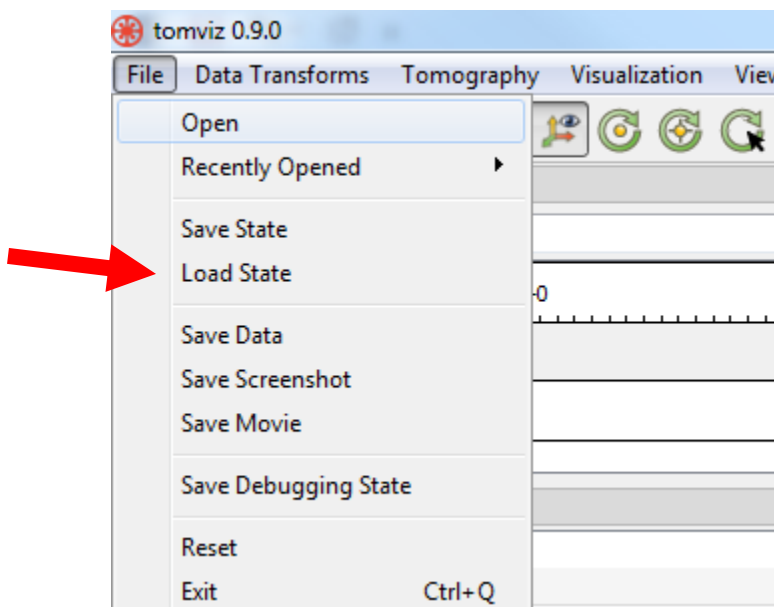 tomviz 0.9.0
File Data Transforms Tomography Visualization View
Open
Recently Opened
Save State
Load State
Save Data
Save Screenshot
Save Movie
Save Debugging State
Reset
Exit Ctrl+Q